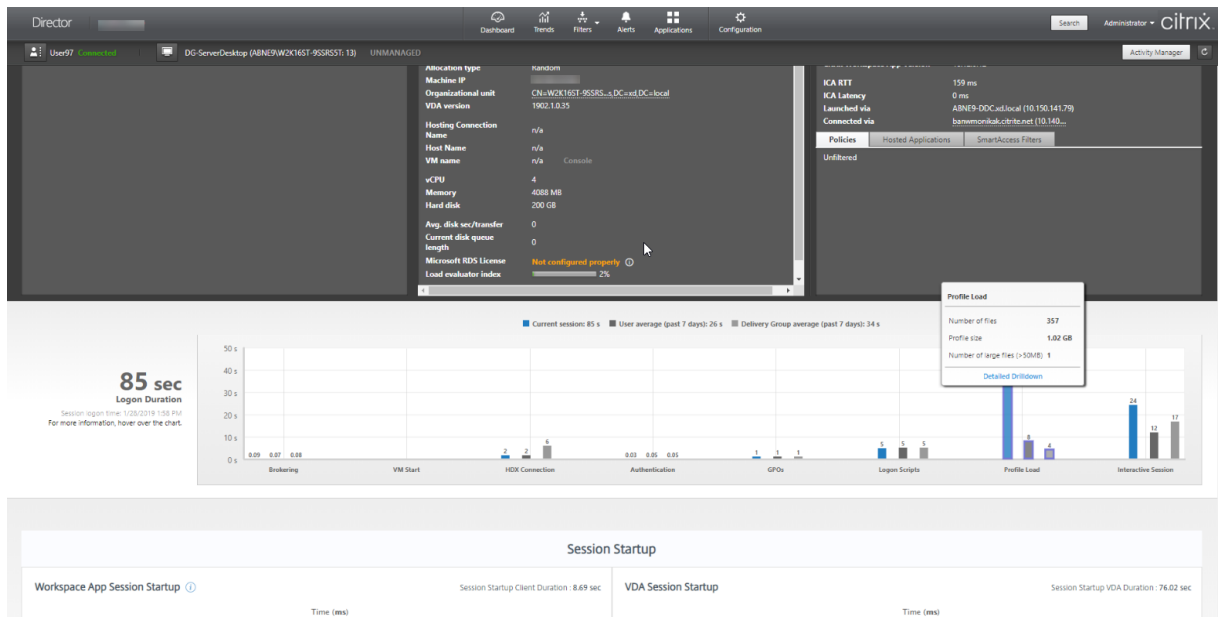 Director
Dashboard
Trends
Filters
Alerts
Applications
Configuration
Search
Administrator
citrix
User97 Connected
DG-ServerDesktop (ABNE9\W2K16ST-9SSRS5T: 13) UNMANAGED
Activity Manager
Allocation type Random
Machine IP
Organizational unit CN=W2K16ST-9SSRS...s,DC=xd,DC=local
VDA version 1902.1.0.35
Hosting Connection
Name n/a
Host Name n/a
VM name n/a Console
vCPU 4
Memory 4088 MB
Hard disk 200 GB
Avg. disk sec/transfer 0
Current disk queue
length 0
Microsoft RDS License Not configured properly
Load evaluator index 2%
ICA RTT 159 ms
ICA Latency 0 ms
Launched via ABNE9-DDC.xd.local (10.150.141.79)
Connected via banwmonikak.citrite.net (10.140....
Policies Hosted Applications SmartAccess Filters
Unfiltered
Profile Load
Number of files 357
Profile size 1.02 GB
Number of large files (>50MB) 1
Detailed Drilldown
Current session: 85 s User average (past 7 days): 26 s Delivery Group average (past 7 days): 34 s
85 sec
Logon Duration
Session logon time: 1/28/2019 1:58 PM
For more information, hover over the chart.
50 s
40 s
30 s
20 s
10 s
0 s
0.09 0.07 0.08
2 2 6
0.03 0.05 0.05
1 1 1
5 5 5
8 4
24 12 17
Brokering
VM Start
HDX Connection
Authentication
GPOs
Logon Scripts
Profile Load
Interactive Session
Session Startup
Workspace App Session Startup
Session Startup Client Duration : 8.69 sec
VDA Session Startup
Session Startup VDA Duration : 76.02 sec
Time (ms)
Time (ms)